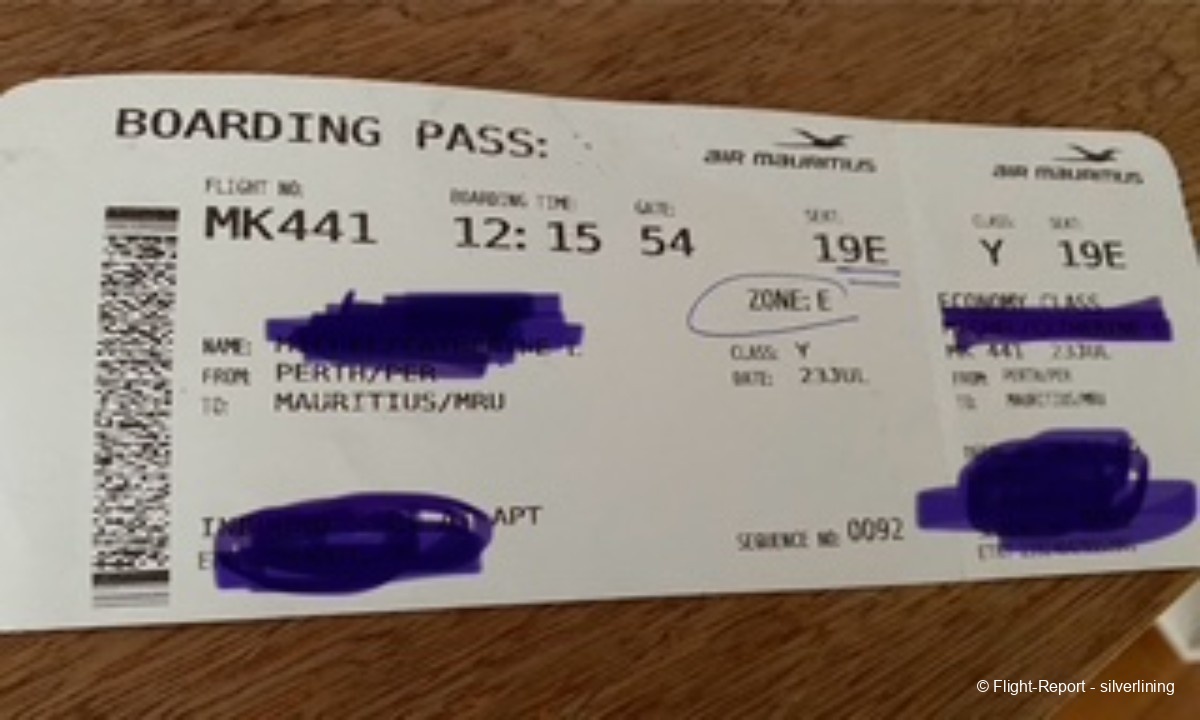 BOARDING PASS:
AIR MAURITIUS
AIR MAURITIUS
FLIGHT NO:
BOARDING TIME:
GATE:
SEAT:
CLASS:
SEAT:
MK441
12:15
54
19E
Y
19E
ZONE: E
ECONOMY CLASS
NAME:
CLASS: Y
MK 441 23JUL
FROM: PERTH/PER
DATE: 23JUL
FROM: PERTH/PER
TO: MAURITIUS/MRU
TO: MAURITIUS/MRU
APT
SEQUENCE NO: 0092
© Flight-Report - silverlining